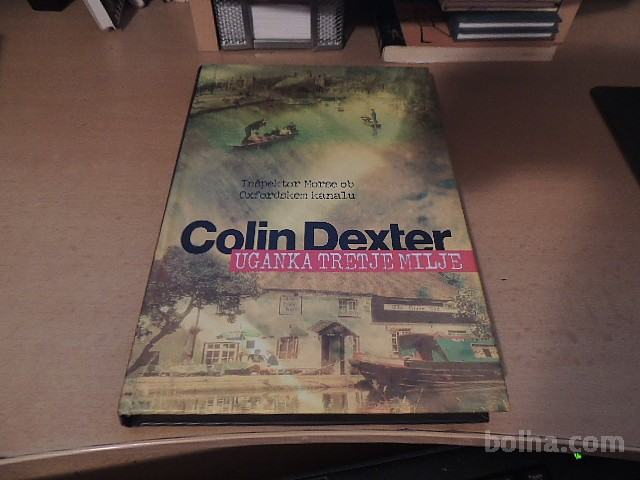 Inšpektor Morse ob
Oxfordskem kanalu
Colin Dexter
UGANKA TRETJE MILJE
bolha.com